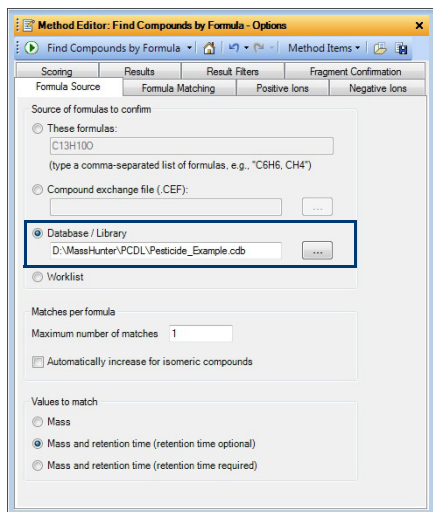 Method Editor: Find Compounds by Formula - Options
Find Compounds by Formula
Method Items
Scoring Results Result Filters Fragment Confirmation
Formula Source Formula Matching Positive Ions Negative Ions
Source of formulas to confirm
These formulas:
C13H10O
(type a comma-separated list of formulas, e.g., "C6H6, CH4")
Compound exchange file (.CEF):
...
Database / Library
D:\MassHunter\PCDL\Pesticide_Example.cdb ...
Worklist
Matches per formula
Maximum number of matches 1
Automatically increase for isomeric compounds
Values to match
Mass
Mass and retention time (retention time optional)
Mass and retention time (retention time required)